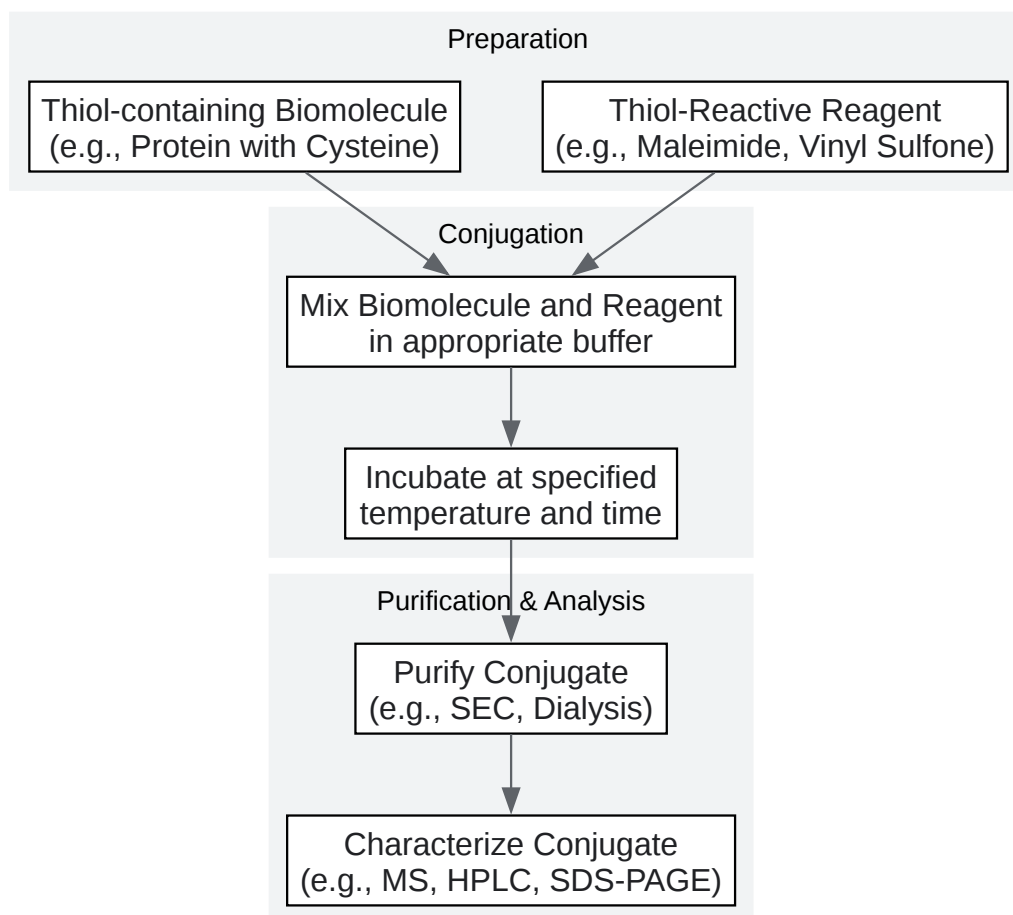 Preparation
Thiol-containing Biomolecule
(e.g., Protein with Cysteine)
Thiol-Reactive Reagent
(e.g., Maleimide, Vinyl Sulfone)
Conjugation
Mix Biomolecule and Reagent
in appropriate buffer
Incubate at specified
temperature and time
Purification & Analysis
Purify Conjugate
(e.g., SEC, Dialysis)
Characterize Conjugate
(e.g., MS, HPLC, SDS-PAGE)